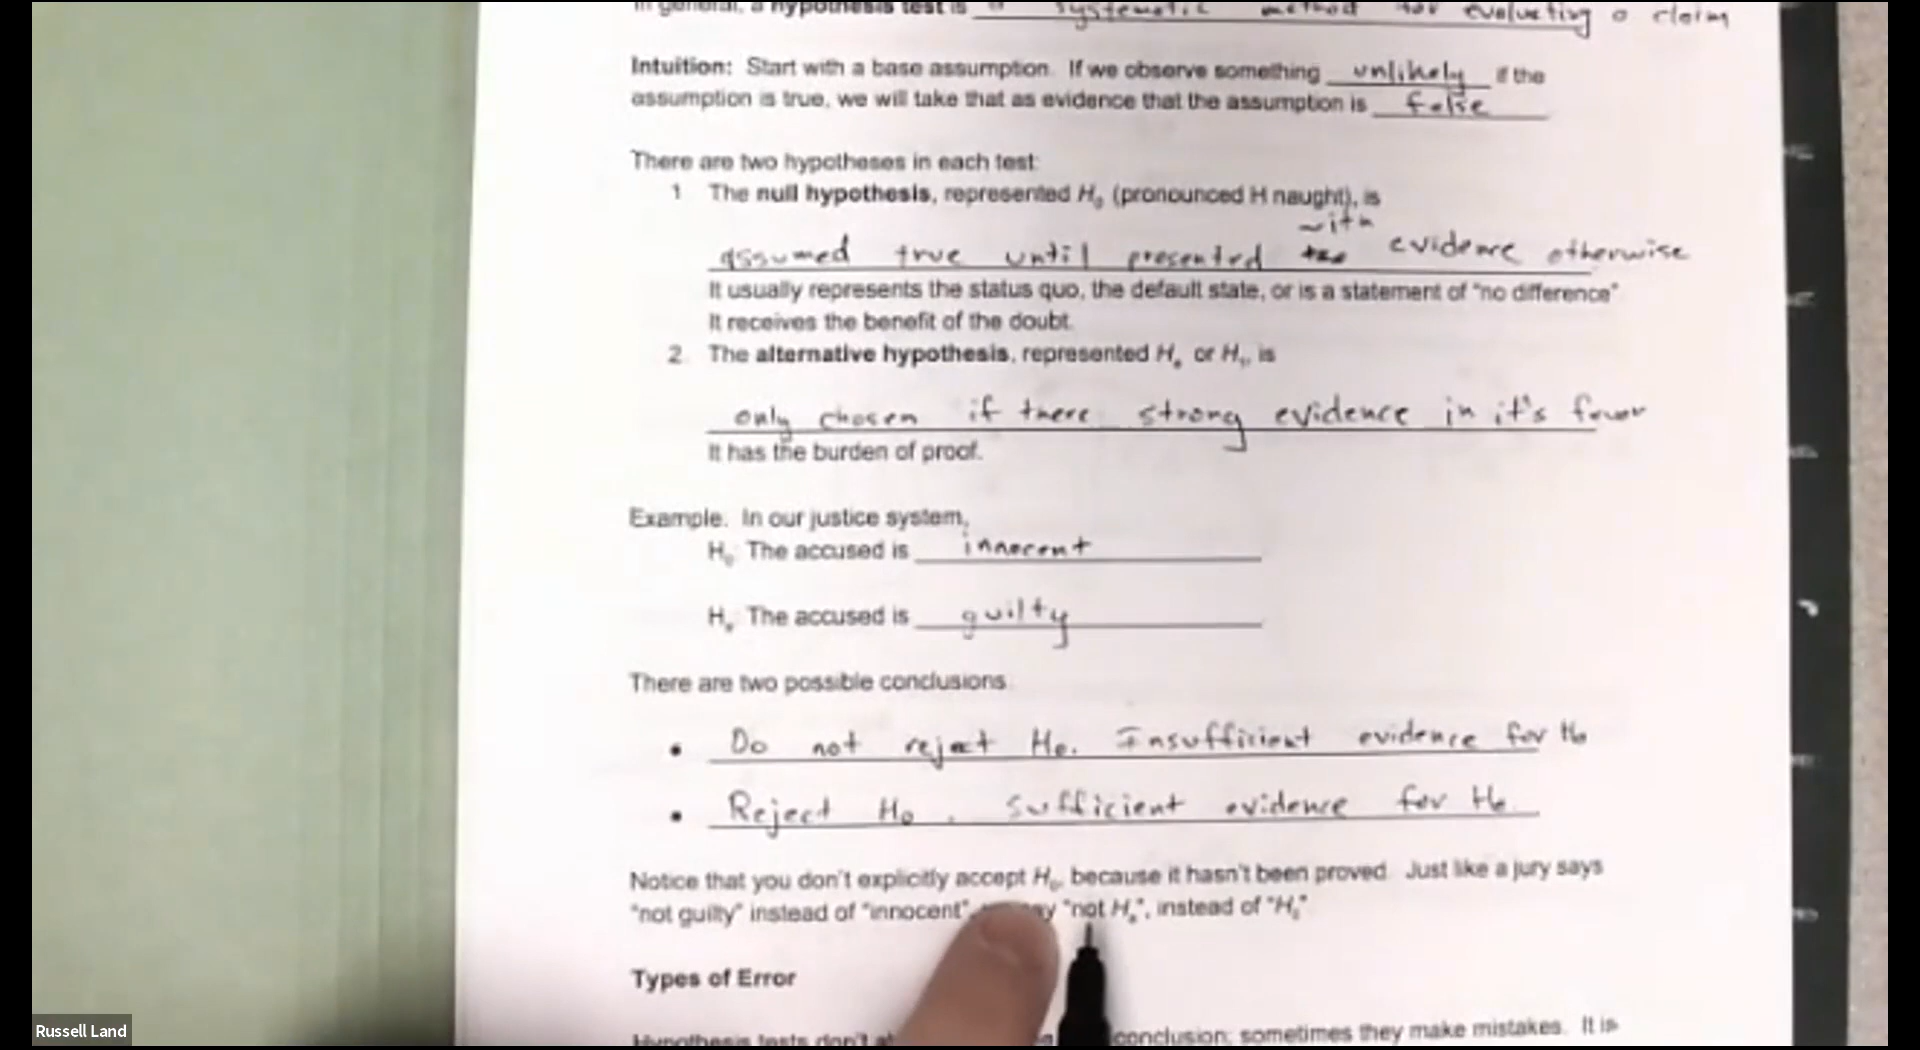 In general, a hypothesis test is a systematic method for evaluating a claim
Intuition: Start with a base assumption. If we observe something unlikely if the
assumption is true, we will take that as evidence that the assumption is false
There are two hypotheses in each test:
1 The null hypothesis, represented H₀ (pronounced H naught), is
assumed true until presented with evidence otherwise
It usually represents the status quo, the default state, or is a statement of "no difference"
It receives the benefit of the doubt.
2. The alternative hypothesis, represented Hₐ or H₁, is
only chosen if there strong evidence in it's favor
It has the burden of proof.
Example. In our justice system,
H₀ The accused is innocent
Hₐ The accused is guilty
There are two possible conclusions
• Do not reject H₀. Insufficient evidence for Hₐ
• Reject H₀. Sufficient evidence for Hₐ
Notice that you don't explicitly accept H₀, because it hasn't been proved. Just like a jury says
"not guilty" instead of "innocent", "not Hₐ", instead of "H₀"
Types of Error
Hypothesis tests don't conclusion; sometimes they make mistakes. It is
Russell Land